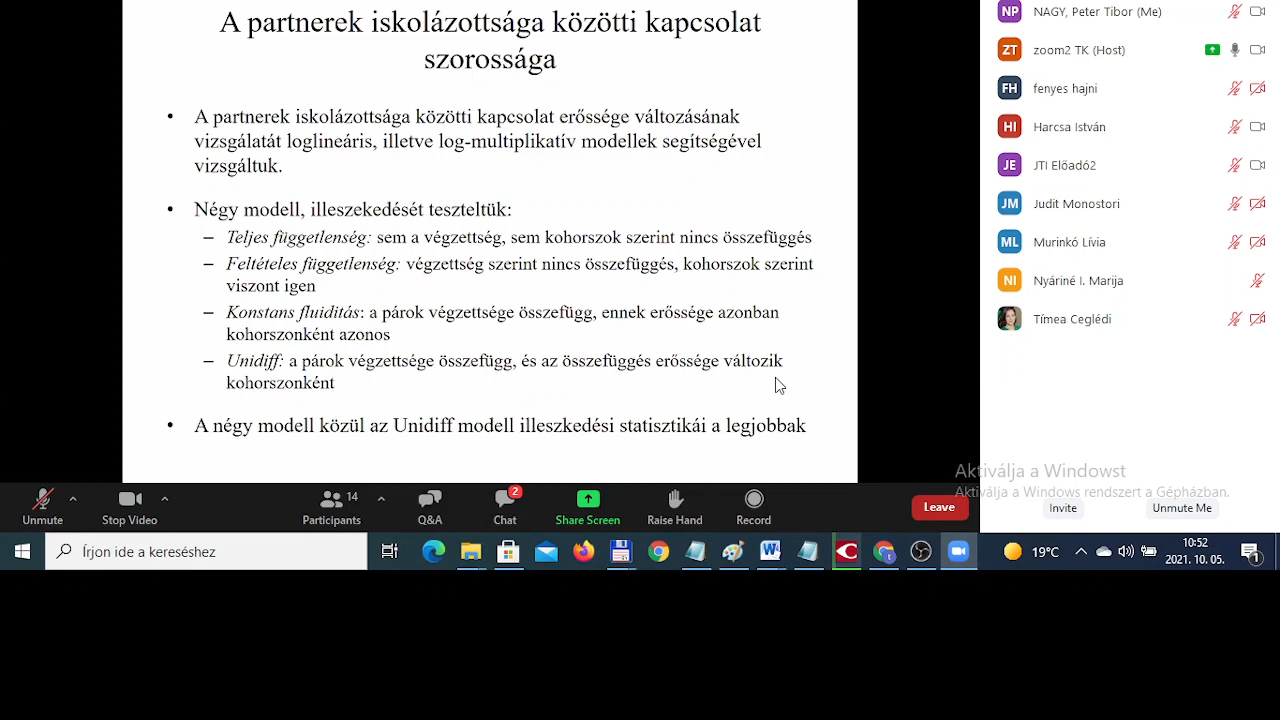 A partnerek iskolázottsága közötti kapcsolat
szorossága
• A partnerek iskolázottsága közötti kapcsolat erőssége változásának
vizsgálatát loglineáris, illetve log-multiplikatív modellek segítségével
vizsgáltuk.
• Négy modell, illeszekedését teszteltük:
– Teljes függetlenség: sem a végzettség, sem kohorszok szerint nincs összefüggés
– Feltételes függetlenség: végzettség szerint nincs összefüggés, kohorszok szerint
viszont igen
– Konstans fluiditás: a párok végzettsége összefügg, ennek erőssége azonban
kohorszonként azonos
– Unidiff: a párok végzettsége összefügg, és az összefüggés erőssége változik
kohorszonként
• A négy modell közül az Unidiff modell illeszkedési statisztikái a legjobbak
NP NAGY, Peter Tibor (Me)
ZT zoom2 TK (Host)
FH fenyes hajni
HI Harcsa István
JE JTI Előadó2
JM Judit Monostori
ML Murinkó Lívia
NI Nyáriné I. Marija
Tímea Ceglédi
Aktiválja a Windowst
Aktiválja a Windows rendszert a Gépházban.
Invite
Unmute Me
Unmute
Stop Video
14
Participants
Q&A
2
Chat
Share Screen
Raise Hand
Record
Leave
Írjon ide a kereséshez
19°C
10:52
2021. 10. 05.
1